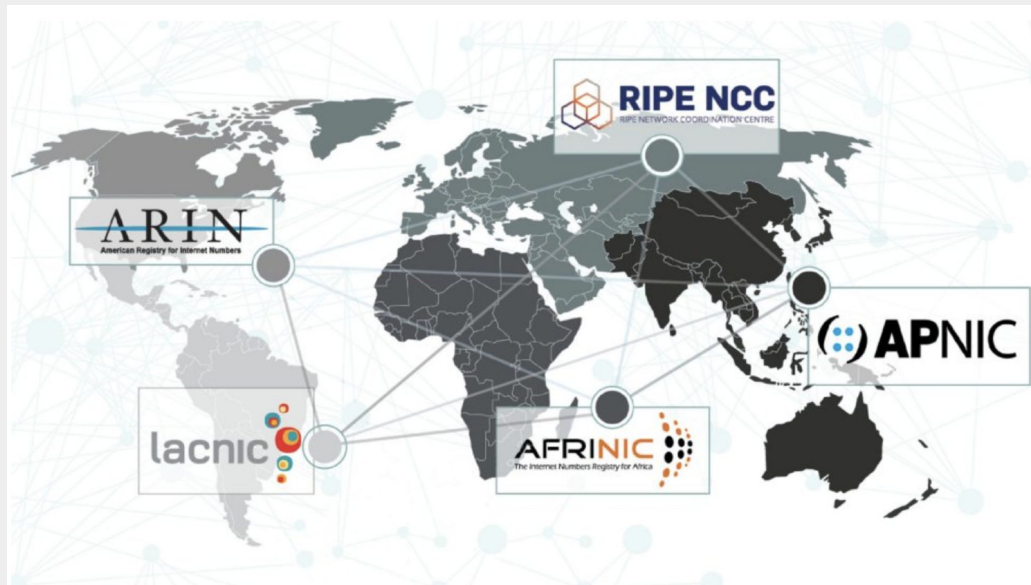 RIPE NCC
RIPE NETWORK COORDINATION CENTRE
ARIN
American Registry for Internet Numbers
APNIC
lacnic
AFRINIC
The Internet Numbers Registry for Africa